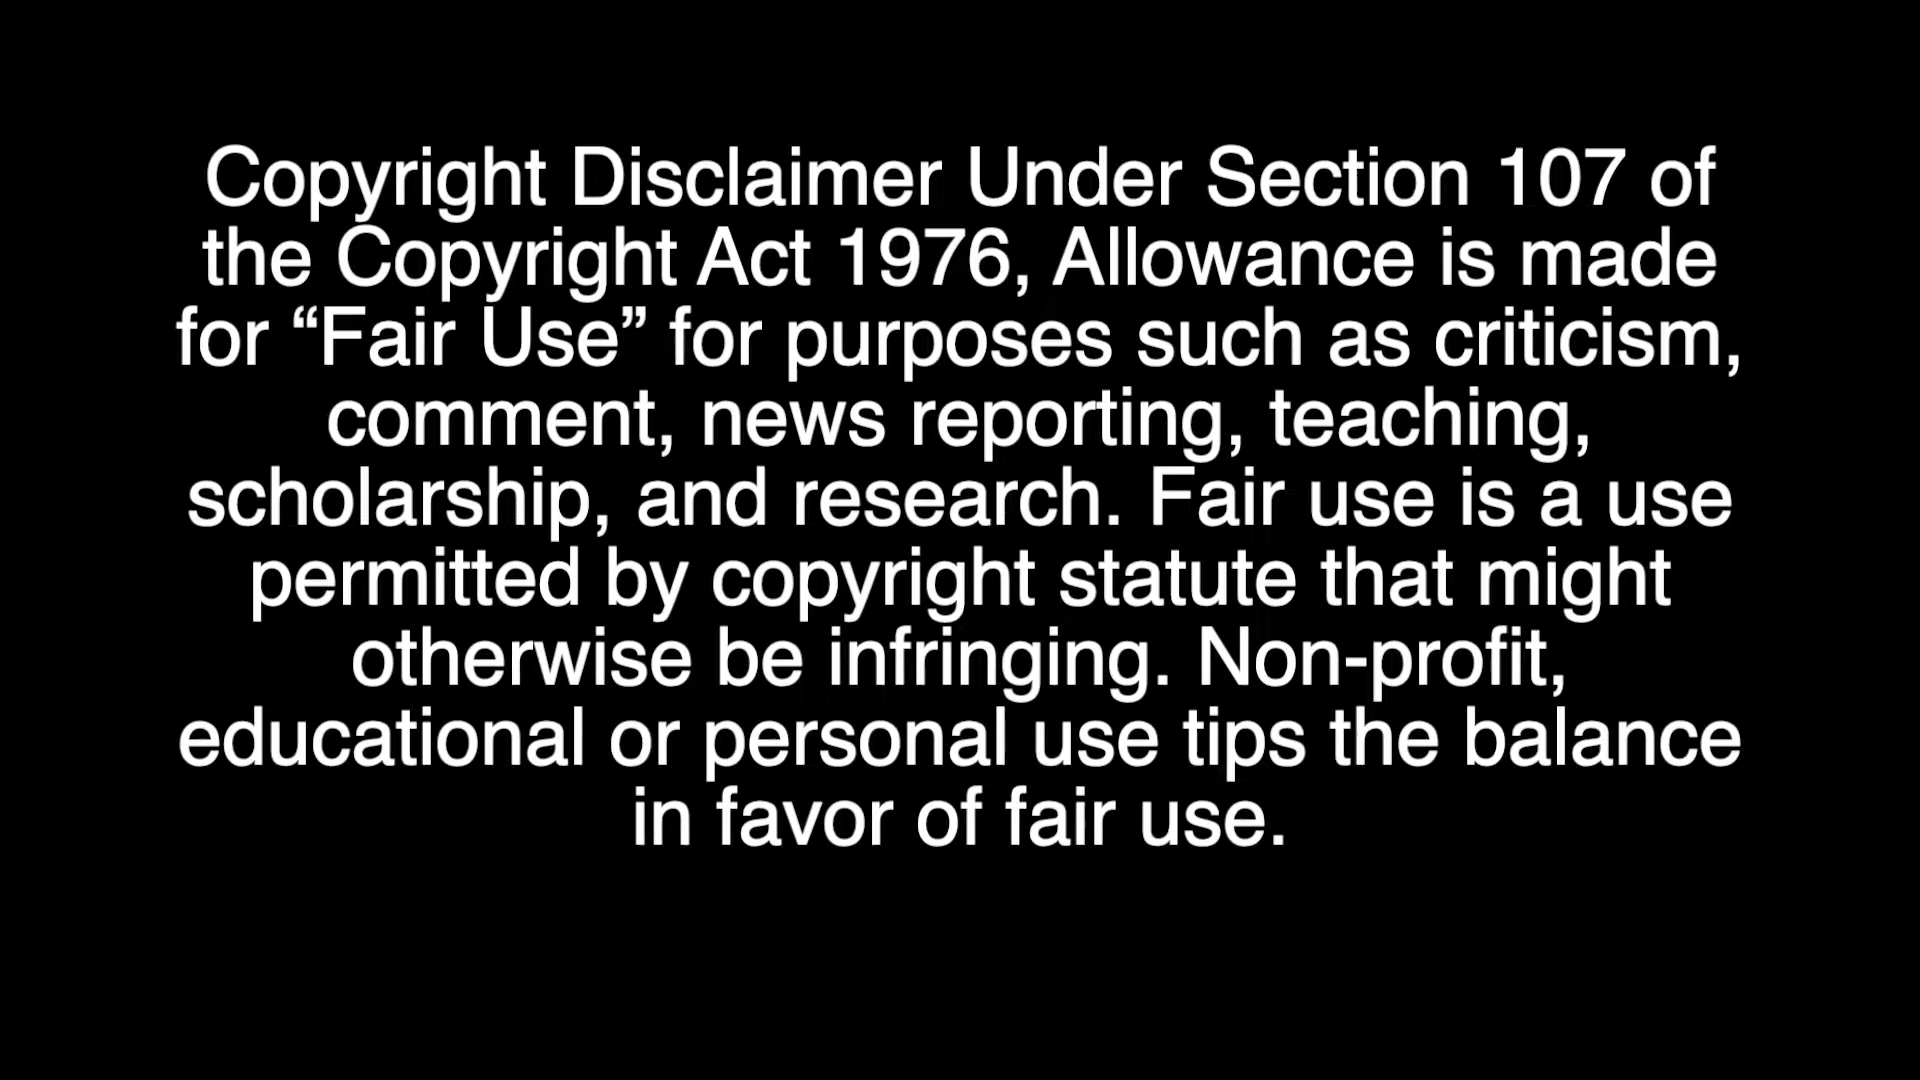 Copyright Disclaimer Under Section 107 of
the Copyright Act 1976, Allowance is made
for “Fair Use” for purposes such as criticism,
comment, news reporting, teaching,
scholarship, and research. Fair use is a use
permitted by copyright statute that might
otherwise be infringing. Non-profit,
educational or personal use tips the balance
in favor of fair use.